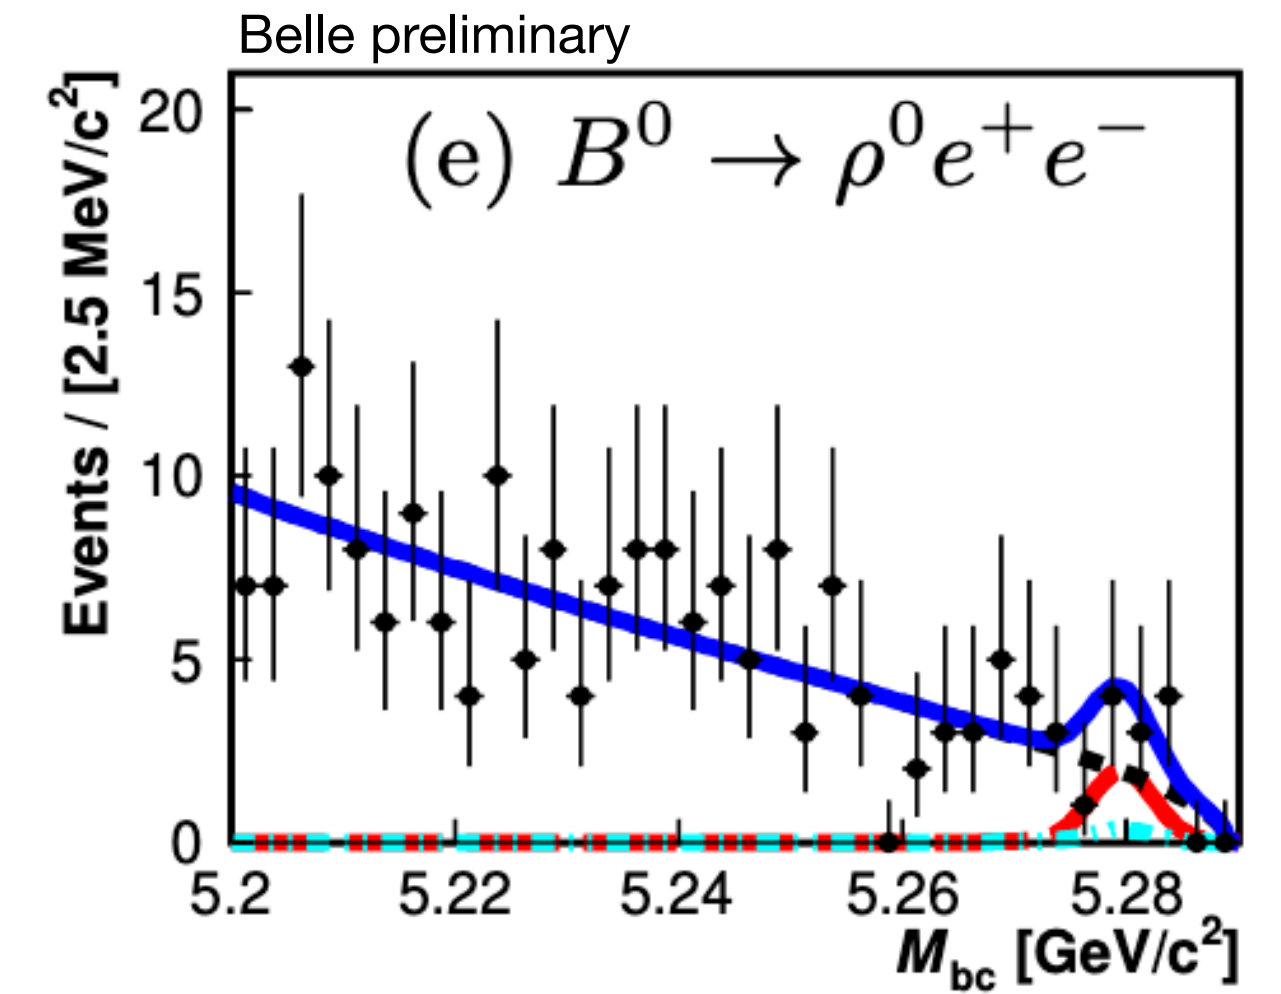 Belle preliminary
(e) B⁰ → ρ⁰e⁺e⁻
Events / [2.5 MeV/c²]
20
15
10
5
0
5.2 5.22 5.24 5.26 5.28
M_bc [GeV/c²]